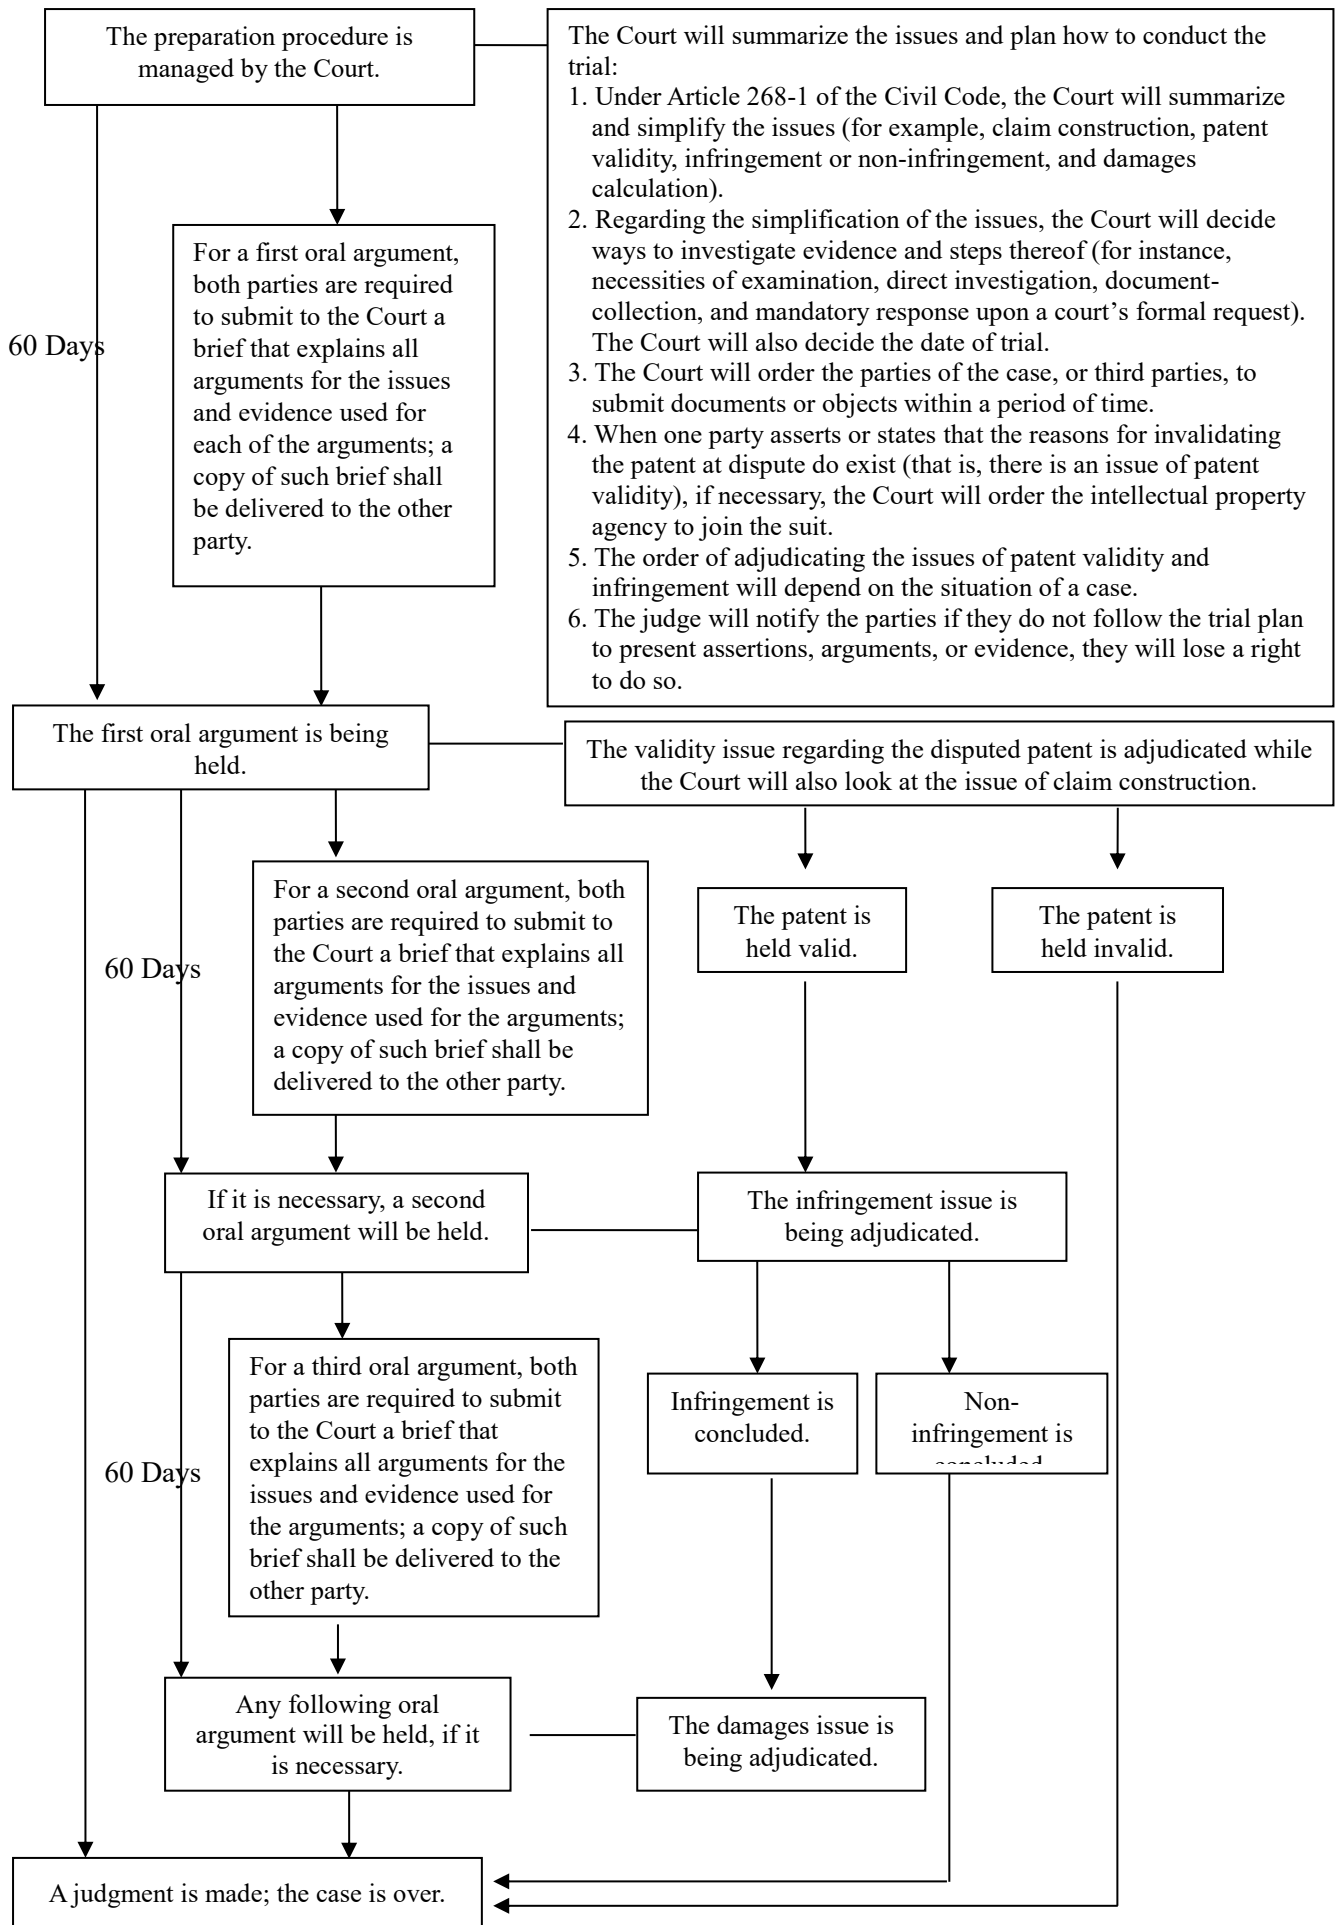 The preparation procedure is
managed by the Court.
The Court will summarize the issues and plan how to conduct the
trial:
1. Under Article 268-1 of the Civil Code, the Court will summarize
and simplify the issues (for example, claim construction, patent
validity, infringement or non-infringement, and damages
calculation).
2. Regarding the simplification of the issues, the Court will decide
ways to investigate evidence and steps thereof (for instance,
necessities of examination, direct investigation, document-
collection, and mandatory response upon a court’s formal request).
The Court will also decide the date of trial.
3. The Court will order the parties of the case, or third parties, to
submit documents or objects within a period of time.
4. When one party asserts or states that the reasons for invalidating
the patent at dispute do exist (that is, there is an issue of patent
validity), if necessary, the Court will order the intellectual property
agency to join the suit.
5. The order of adjudicating the issues of patent validity and
infringement will depend on the situation of a case.
6. The judge will notify the parties if they do not follow the trial plan
to present assertions, arguments, or evidence, they will lose a right
to do so.
For a first oral argument,
both parties are required
to submit to the Court a
brief that explains all
arguments for the issues
and evidence used for
each of the arguments; a
copy of such brief shall
be delivered to the other
party.
60 Days
The first oral argument is being
held.
The validity issue regarding the disputed patent is adjudicated while
the Court will also look at the issue of claim construction.
For a second oral argument, both
parties are required to submit to
the Court a brief that explains all
arguments for the issues and
evidence used for the arguments;
a copy of such brief shall be
delivered to the other party.
60 Days
The patent is
held valid.
The patent is
held invalid.
If it is necessary, a second
oral argument will be held.
The infringement issue is
being adjudicated.
For a third oral argument, both
parties are required to submit
to the Court a brief that
explains all arguments for the
issues and evidence used for
the arguments; a copy of such
brief shall be delivered to the
other party.
60 Days
Infringement is
concluded.
Non-
infringement is
concluded
Any following oral
argument will be held, if it
is necessary.
The damages issue is
being adjudicated.
A judgment is made; the case is over.